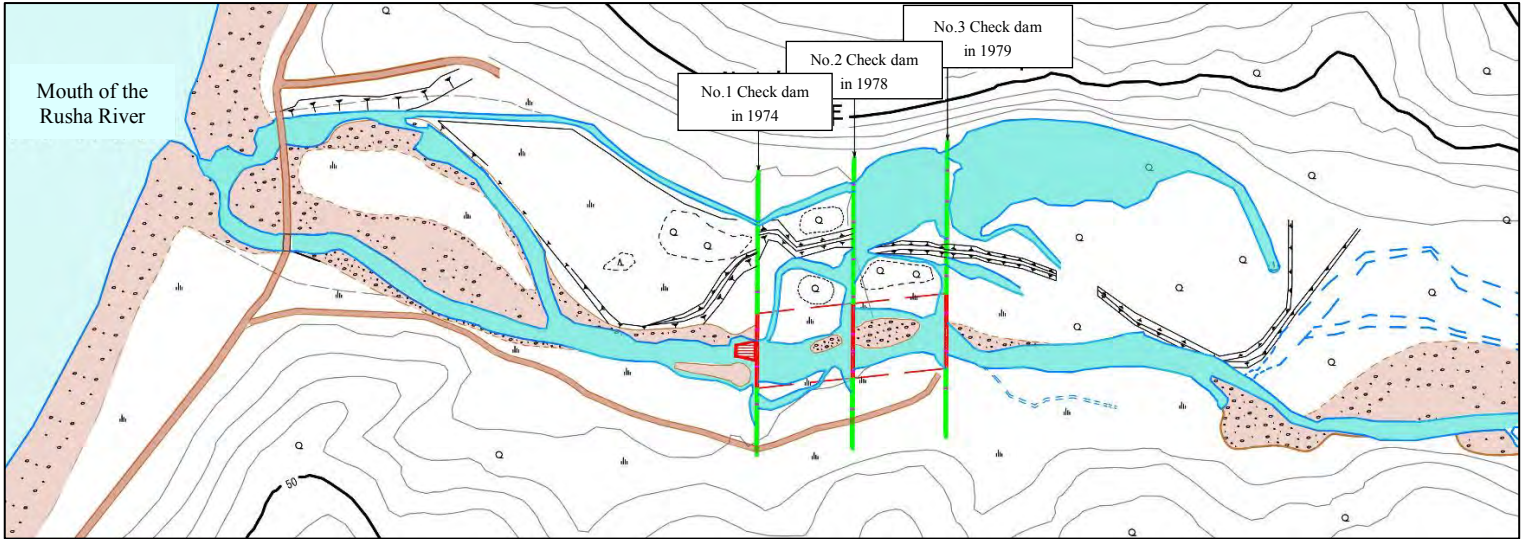 Mouth of the
Rusha River
No.1 Check dam
in 1974
No.2 Check dam
in 1978
No.3 Check dam
in 1979
E
50